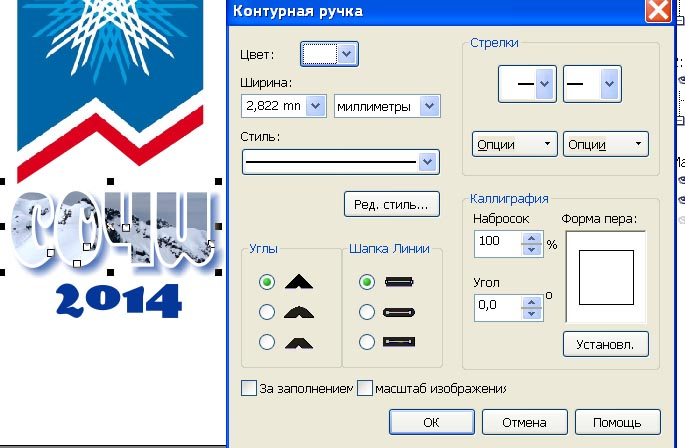 Контурная ручка
Цвет:
Ширина:
2,822 mm
миллиметры
Стиль:
Ред. стиль...
Углы
Шапка Линии
За заполнением
масштаб изображения
Стрелки
Опции
Опции
Каллиграфия
Набросок
Форма пера:
100 %
Угол
0,0 °
Установл.
ОК
Отмена
Помощь
СОЧИ
2014